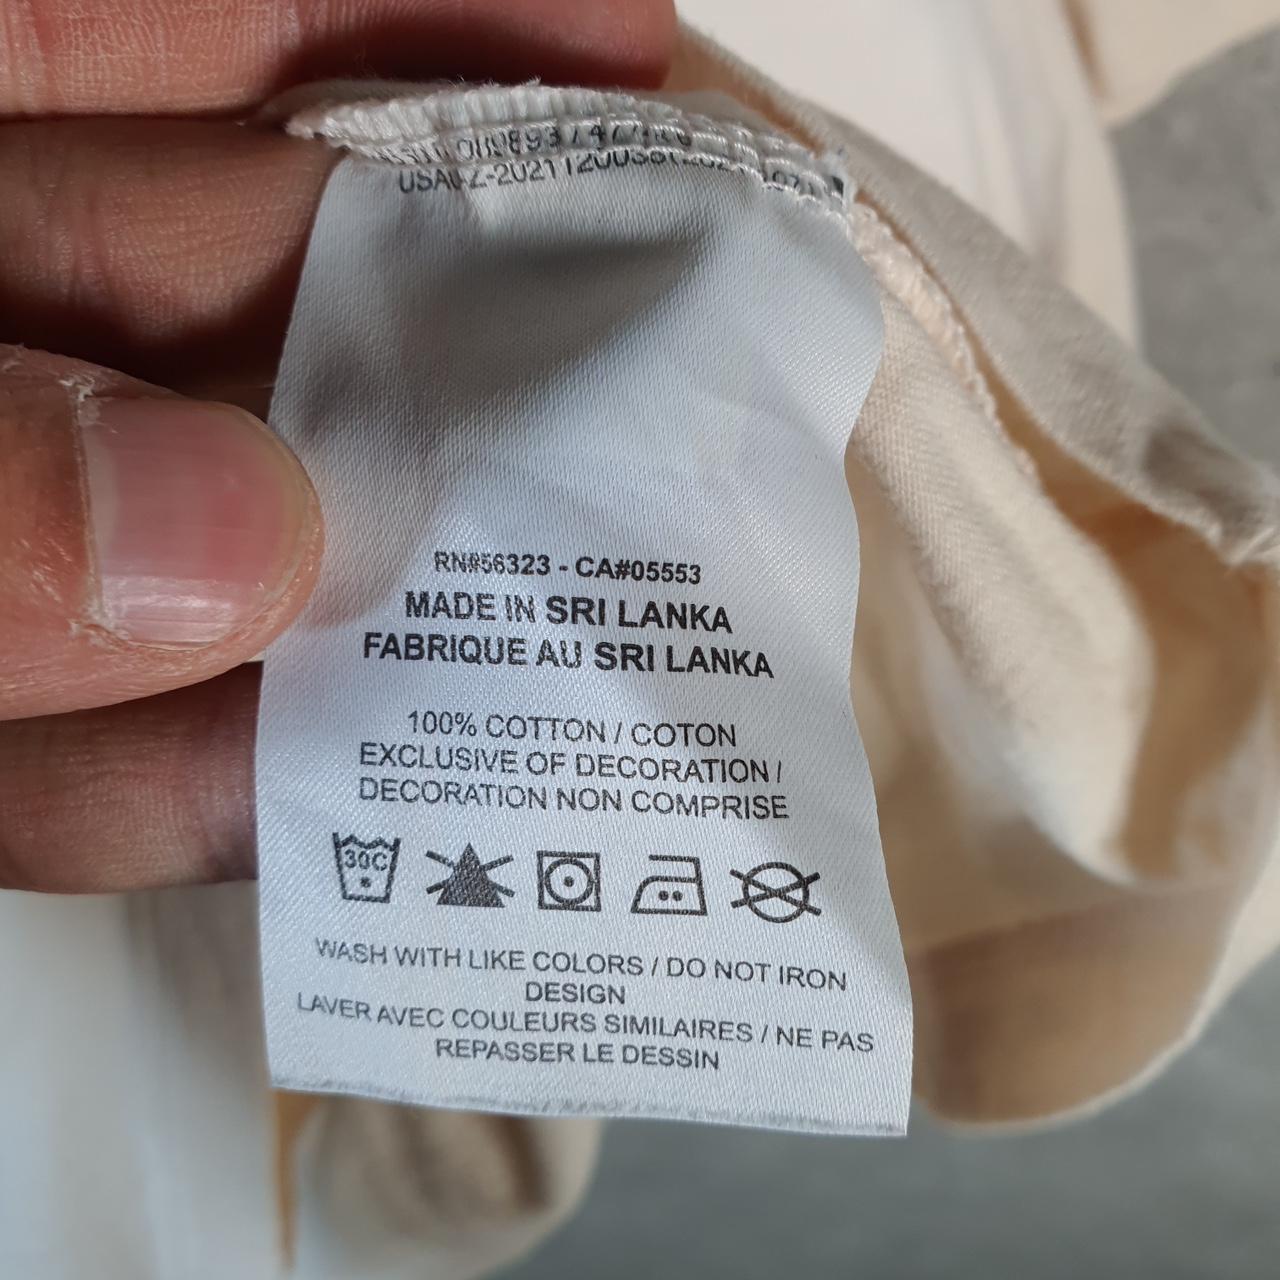 RN#56323 - CA#05553
MADE IN SRI LANKA
FABRIQUE AU SRI LANKA
100% COTTON / COTON
EXCLUSIVE OF DECORATION /
DECORATION NON COMPRISE
30C
WASH WITH LIKE COLORS / DO NOT IRON
DESIGN
LAVER AVEC COULEURS SIMILAIRES / NE PAS
REPASSER LE DESSIN